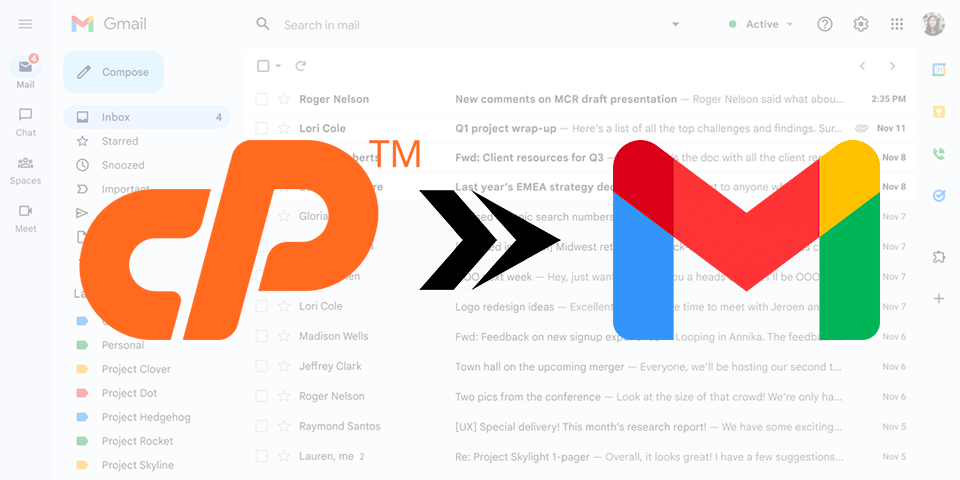 Gmail
Search in mail
Active
4
Mail
Chat
Spaces
Meet
Compose
Inbox 4
Starred
Snoozed
Important
Personal
Project Clover
Project Dot
Project Hedgehog
Project Rocket
Project Skyline
cP TM
Roger Nelson New comments on MCR draft presentation — Roger Nelson said what abou... 2:35 PM
Lori Cole Q1 project wrap-up — Here's a list of all the top challenges and findings. Sur... Nov 11
Fwd: Client resources for Q3 the doc with all the client res Nov 8
Last year's EMEA strategy to anyone Nov 8
Gloria search numbers Nov 7
Midwest Nov 7
next week — Hey, just you a heads be OOO Nov 7
Lori Cole Logo redesign ideas — Excellent time to meet with Jeroen an Nov 7
Madison Wells Fwd: Feedback on new signup Looping in Annika. The feedback Nov 6
Jeffrey Clark Town hall on the upcoming merger — Everyone, we'll be hosting our second t... Nov 6
Roger Nelson Two pics from the conference — Look at the size of that crowd! We're only ha... Nov 6
Raymond Santos [UX] Special delivery! This month's research report! — We have some exciting... Nov 5
Lauren, me 2 Re: Project Skylight 1-pager — Overall, it looks great! I have a few suggestions... Nov 5